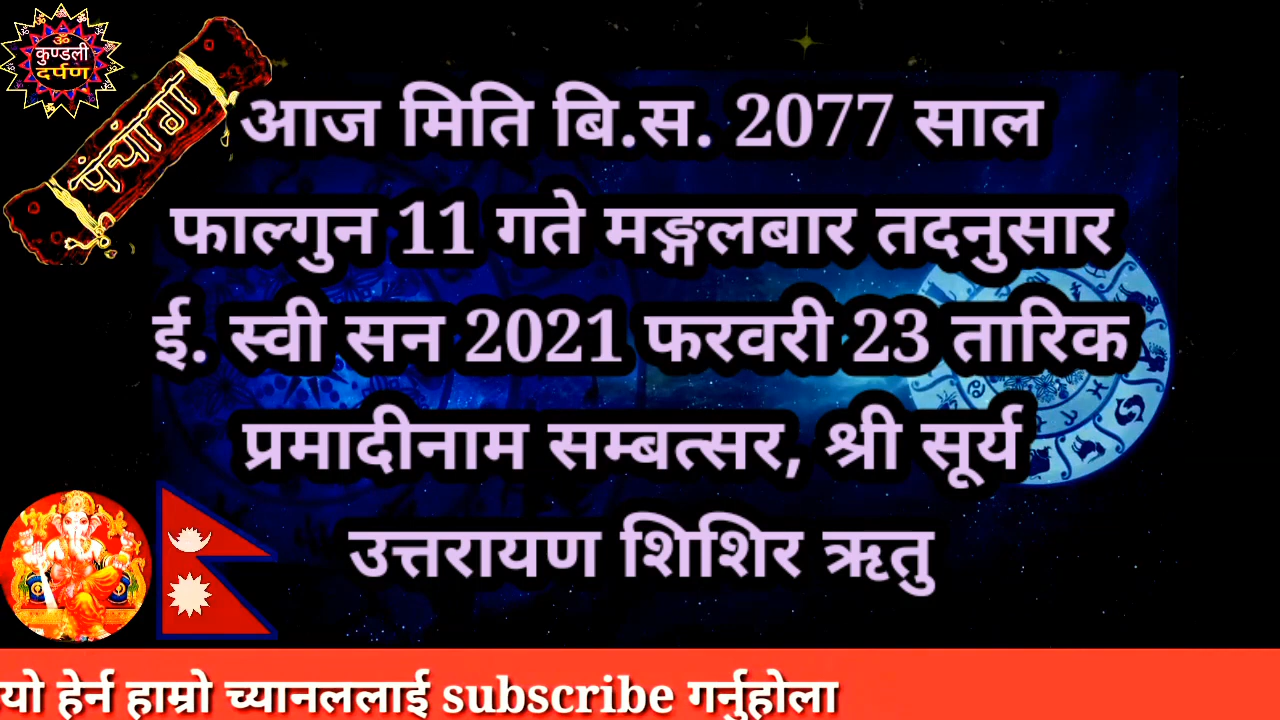 ॐ
कुण्डली
दर्पण
पंचांग
आज मिति बि.स. 2077 साल
फाल्गुन 11 गते मङ्गलबार तदनुसार
ई. स्वी सन 2021 फरवरी 23 तारिक
प्रमादीनाम सम्बत्सर, श्री सूर्य
उत्तरायण शिशिर ऋतु
यो हेर्न हाम्रो च्यानललाई subscribe गर्नुहोला